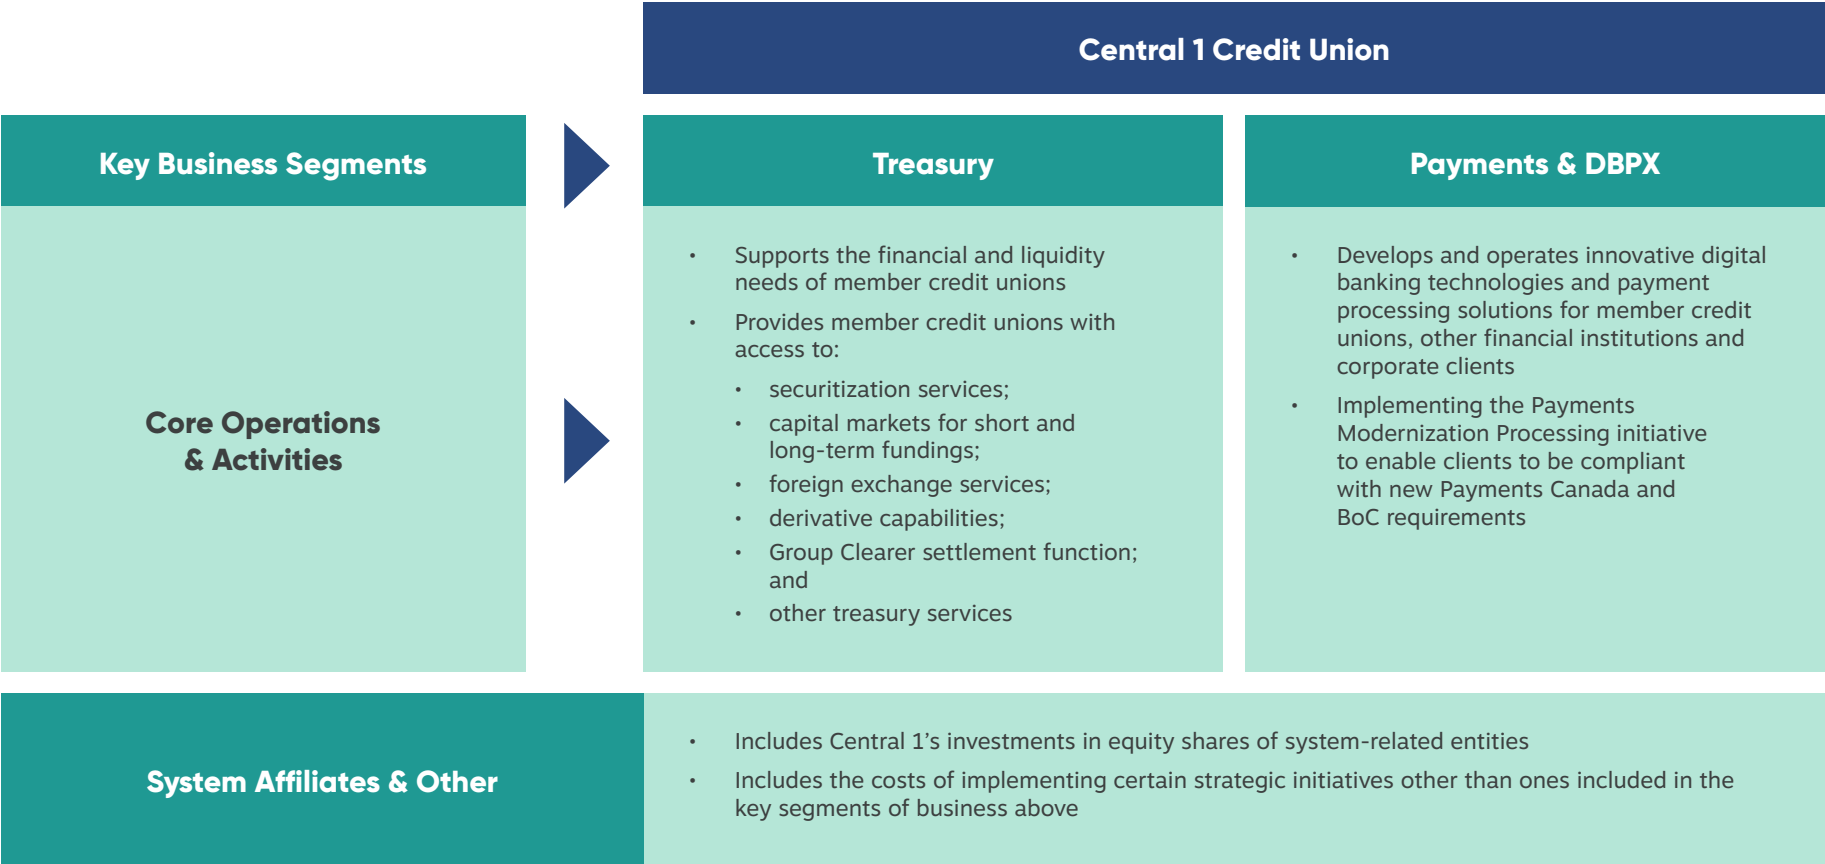 Central 1 Credit Union
Key Business Segments
Treasury
Payments & DBPX
Core Operations
& Activities
• Supports the financial and liquidity
needs of member credit unions
• Provides member credit unions with
access to:
• securitization services;
• capital markets for short and
long-term fundings;
• foreign exchange services;
• derivative capabilities;
• Group Clearer settlement function;
and
• other treasury services
• Develops and operates innovative digital
banking technologies and payment
processing solutions for member credit
unions, other financial institutions and
corporate clients
• Implementing the Payments
Modernization Processing initiative
to enable clients to be compliant
with new Payments Canada and
BoC requirements
System Affiliates & Other
• Includes Central 1’s investments in equity shares of system-related entities
• Includes the costs of implementing certain strategic initiatives other than ones included in the
key segments of business above